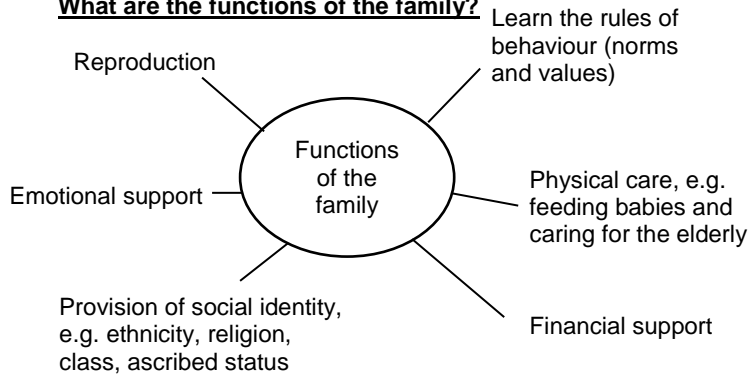 What are the functions of the family?
Learn the rules of
behaviour (norms
and values)
Reproduction
Functions
of the
family
Emotional support
Physical care, e.g.
feeding babies and
caring for the elderly
Provision of social identity,
e.g. ethnicity, religion,
class, ascribed status
Financial support